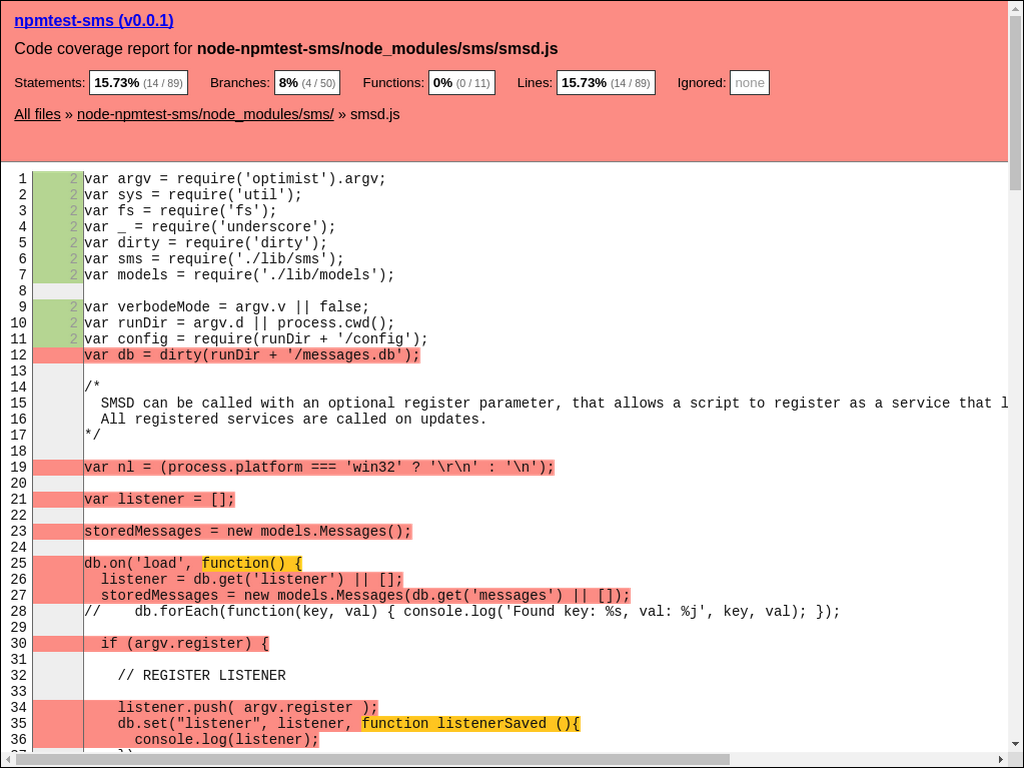 npmtest-sms (v0.0.1)
Code coverage report for node-npmtest-sms/node_modules/sms/smsd.js
Statements: 15.73% (14 / 89) Branches: 8% (4 / 50) Functions: 0% (0 / 11) Lines: 15.73% (14 / 89) Ignored: none
All files » node-npmtest-sms/node_modules/sms/ » smsd.js
1 2 var argv = require('optimist').argv;
2 2 var sys = require('util');
3 2 var fs = require('fs');
4 2 var _ = require('underscore');
5 2 var dirty = require('dirty');
6 2 var sms = require('./lib/sms');
7 2 var models = require('./lib/models');
8
9 2 var verbodeMode = argv.v || false;
10 2 var runDir = argv.d || process.cwd();
11 2 var config = require(runDir + '/config');
12 var db = dirty(runDir + '/messages.db');
13
14 /*
15 SMSD can be called with an optional register parameter, that allows a script to register as a service that
16 All registered services are called on updates.
17 */
18
19 var nl = (process.platform === 'win32' ? '\r\n' : '\n');
20
21 var listener = [];
22
23 storedMessages = new models.Messages();
24
25 db.on('load', function() {
26 listener = db.get('listener') || [];
27 storedMessages = new models.Messages(db.get('messages') || []);
28 // db.forEach(function(key, val) { console.log('Found key: %s, val: %j', key, val); });
29
30 if (argv.register) {
31
32 // REGISTER LISTENER
33
34 listener.push( argv.register );
35 db.set("listener", listener, function listenerSaved (){
36 console.log(listener);